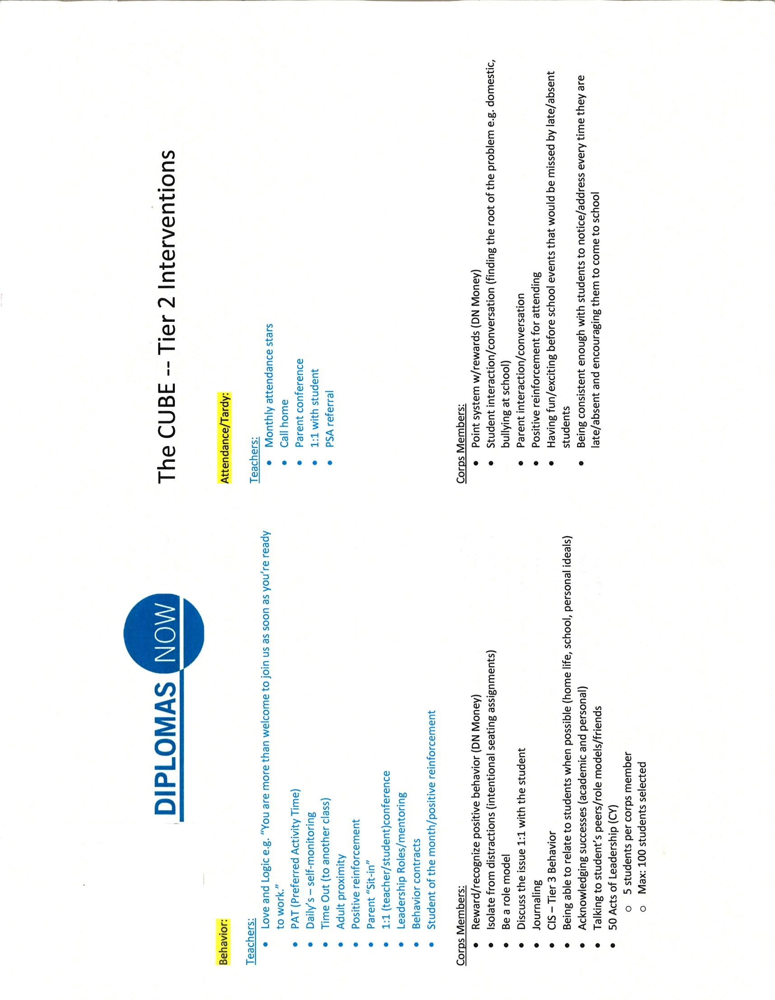 DIPLOMAS NOW
The CUBE -- Tier 2 Interventions
Behavior:
Teachers:
• Love and Logic e.g. “You are more than welcome to join us as soon as you’re ready
to work.”
• PAT (Preferred Activity Time)
• Daily’s – self-monitoring
• Time Out (to another class)
• Adult proximity
• Positive reinforcement
• Parent “Sit-in”
• 1:1 (teacher/student)conference
• Leadership Roles/mentoring
• Behavior contracts
• Student of the month/positive reinforcement
Corps Members:
• Reward/recognize positive behavior (DN Money)
• Isolate from distractions (intentional seating assignments)
• Be a role model
• Discuss the issue 1:1 with the student
• Journaling
• CIS – Tier 3 Behavior
• Being able to relate to students when possible (home life, school, personal ideals)
• Acknowledging successes (academic and personal)
• Talking to student’s peers/role models/friends
• 50 Acts of Leadership (CY)
o 5 students per corps member
o Max: 100 students selected
Attendance/Tardy:
Teachers:
• Monthly attendance stars
• Call home
• Parent conference
• 1:1 with student
• PSA referral
Corps Members:
• Point system w/rewards (DN Money)
• Student interaction/conversation (finding the root of the problem e.g. domestic,
bullying at school)
• Parent interaction/conversation
• Positive reinforcement for attending
• Having fun/exciting before school events that would be missed by late/absent
students
• Being consistent enough with students to notice/address every time they are
late/absent and encouraging them to come to school